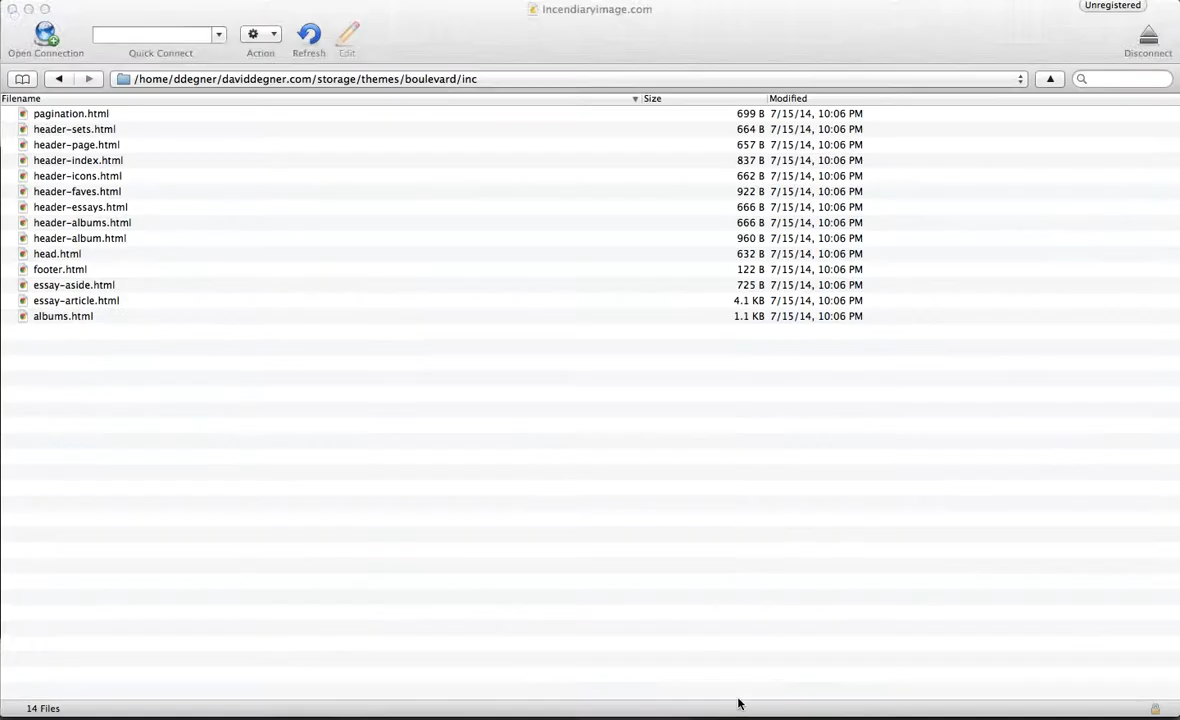 Incendiaryimage.com
Unregistered
Open Connection
Quick Connect
Action
Refresh
Edit
Disconnect
/home/ddegner/daviddegner.com/storage/themes/boulevard/inc
Filename Size Modified
pagination.html 699 B 7/15/14, 10:06 PM
header-sets.html 664 B 7/15/14, 10:06 PM
header-page.html 657 B 7/15/14, 10:06 PM
header-index.html 837 B 7/15/14, 10:06 PM
header-icons.html 662 B 7/15/14, 10:06 PM
header-faves.html 922 B 7/15/14, 10:06 PM
header-essays.html 666 B 7/15/14, 10:06 PM
header-albums.html 666 B 7/15/14, 10:06 PM
header-album.html 960 B 7/15/14, 10:06 PM
head.html 632 B 7/15/14, 10:06 PM
footer.html 122 B 7/15/14, 10:06 PM
essay-aside.html 725 B 7/15/14, 10:06 PM
essay-article.html 4.1 KB 7/15/14, 10:06 PM
albums.html 1.1 KB 7/15/14, 10:06 PM
14 Files